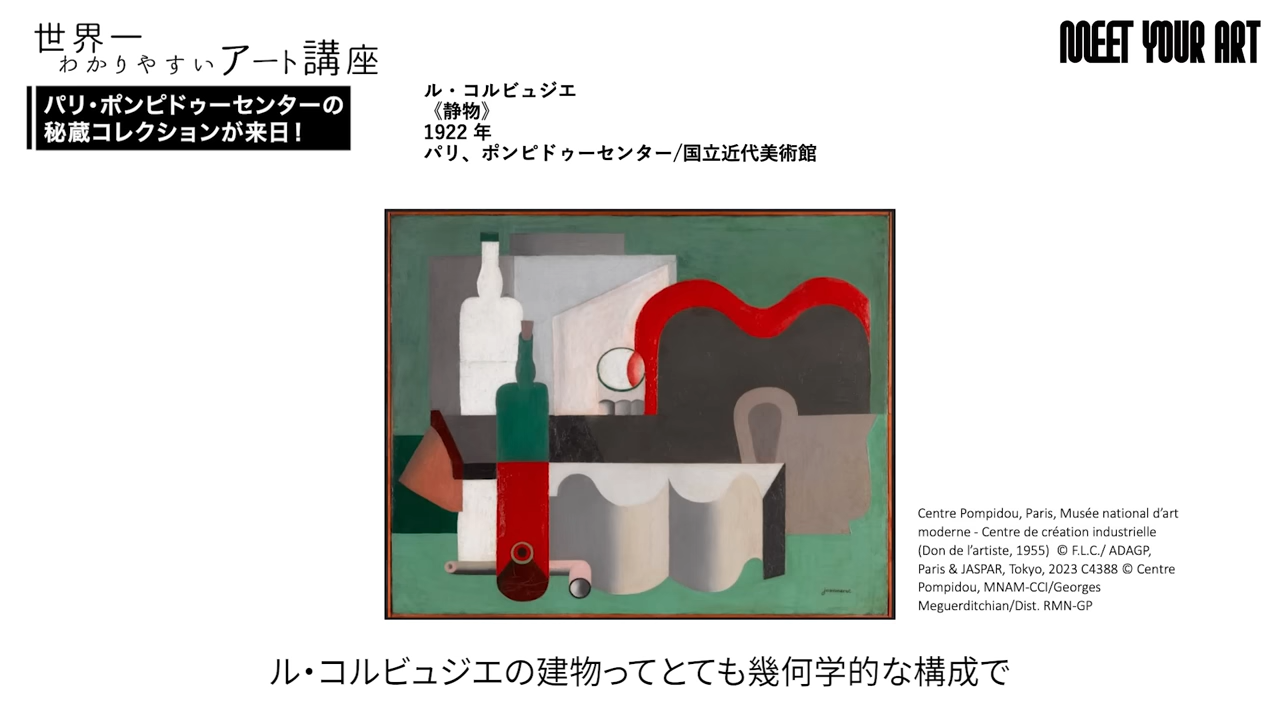 世界一
わかりやすいアート講座
MEET YOUR ART
パリ・ポンピドゥーセンターの
秘蔵コレクションが来日！
ル・コルビュジエ
《静物》
1922 年
パリ、ポンピドゥーセンター/国立近代美術館
Centre Pompidou, Paris, Musée national d’art
moderne - Centre de création industrielle
(Don de l’artiste, 1955) © F.L.C./ ADAGP,
Paris & JASPAR, Tokyo, 2023 C4388 © Centre
Pompidou, MNAM-CCI/Georges
Meguerditchian/Dist. RMN-GP
ル・コルビュジエの建物ってとても幾何学的な構成で